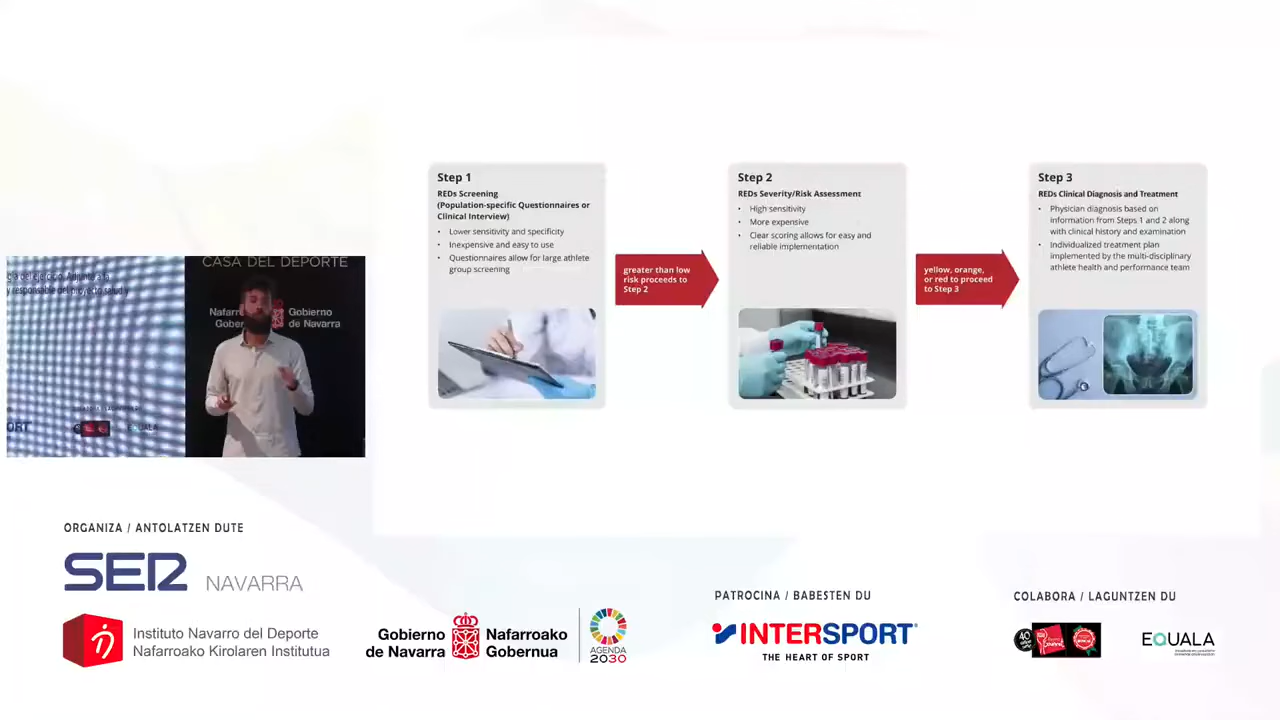 Step 1
REDs Screening
(Population-specific Questionnaires or
Clinical Interview)
• Lower sensitivity and specificity
• Inexpensive and easy to use
• Questionnaires allow for large athlete
group screening
greater than low
risk proceeds to
Step 2
Step 2
REDs Severity/Risk Assessment
• High sensitivity
• More expensive
• Clear scoring allows for easy and
reliable implementation
yellow, orange,
or red to proceed
to Step 3
Step 3
REDs Clinical Diagnosis and Treatment
• Physician diagnosis based on
information from Steps 1 and 2 along
with clinical history and examination
• Individualized treatment plan
implemented by the multi-disciplinary
athlete health and performance team
CASA DEL DEPORTE
y responsable del proyecto salud y
Gobierno
de Navarra
EQUALA
ORGANIZA / ANTOLATZEN DUTE
SER NAVARRA
Instituto Navarro del Deporte
Nafarroako Kirolaren Institutua
Gobierno
de Navarra
Nafarroako
Gobernua
AGENDA
2030
PATROCINA / BABESTEN DU
INTERSPORT
THE HEART OF SPORT
COLABORA / LAGUNTZEN DU
40
EQUALA